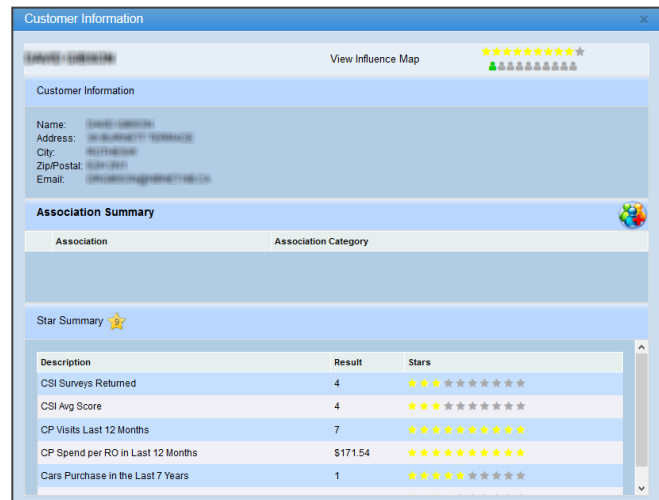 Customer Information
×
View Influence Map
Customer Information
Name:
Address:
City:
Zip/Postal:
Email:
Association Summary
Association Association Category
Star Summary 9
Description Result Stars
CSI Surveys Returned 4
CSI Avg Score 4
CP Visits Last 12 Months 7
CP Spend per RO in Last 12 Months $171.54
Cars Purchase in the Last 7 Years 1